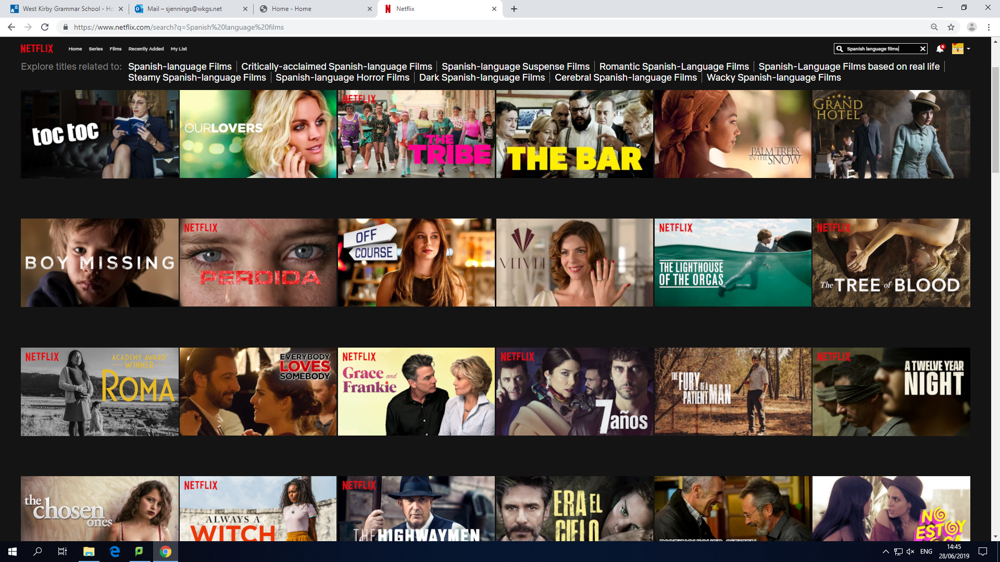 West Kirby Grammar School - Ho
Mail – sjennings@wkgs.net
Home - Home
Netflix
https://www.netflix.com/search?q=Spanish%20language%20films
NETFLIX
Home
Series
Films
Recently Added
My List
Spanish language films
6
Explore titles related to:
Spanish-language Films
Critically-acclaimed Spanish-language Films
Spanish-language Suspense Films
Romantic Spanish-Language Films
Spanish-Language Films based on real life
Steamy Spanish-language Films
Spanish-language Horror Films
Dark Spanish-language Films
Cerebral Spanish-language Films
Wacky Spanish-language Films
toc toc
OURLOVERS
NETFLIX
34
THE
TRIBE
THE BAR
PALM TREES
IN THE SNOW
GRAND
HOTEL
BOY MISSING
NETFLIX
PERDIDA
OFF
COURSE
VELVET
NETFLIX
THE LIGHTHOUSE
OF THE ORCAS
NETFLIX
The TREE of BLOOD
NETFLIX
ACADEMY AWARD
WINNER
ROMA
EVERYBODY
LOVES
SOMEBODY
NETFLIX
Grace and
Frankie
NETFLIX
7años
THE FURY OF A
PATIENT MAN
NETFLIX
A TWELVE YEAR
NIGHT
the
chosen
ones
NETFLIX
ALWAYS A
WITCH
NETFLIX
THE HIGHWAYMEN
ERA EL
CIELO
NO
ESTOY
ENG
14:45
28/06/2019